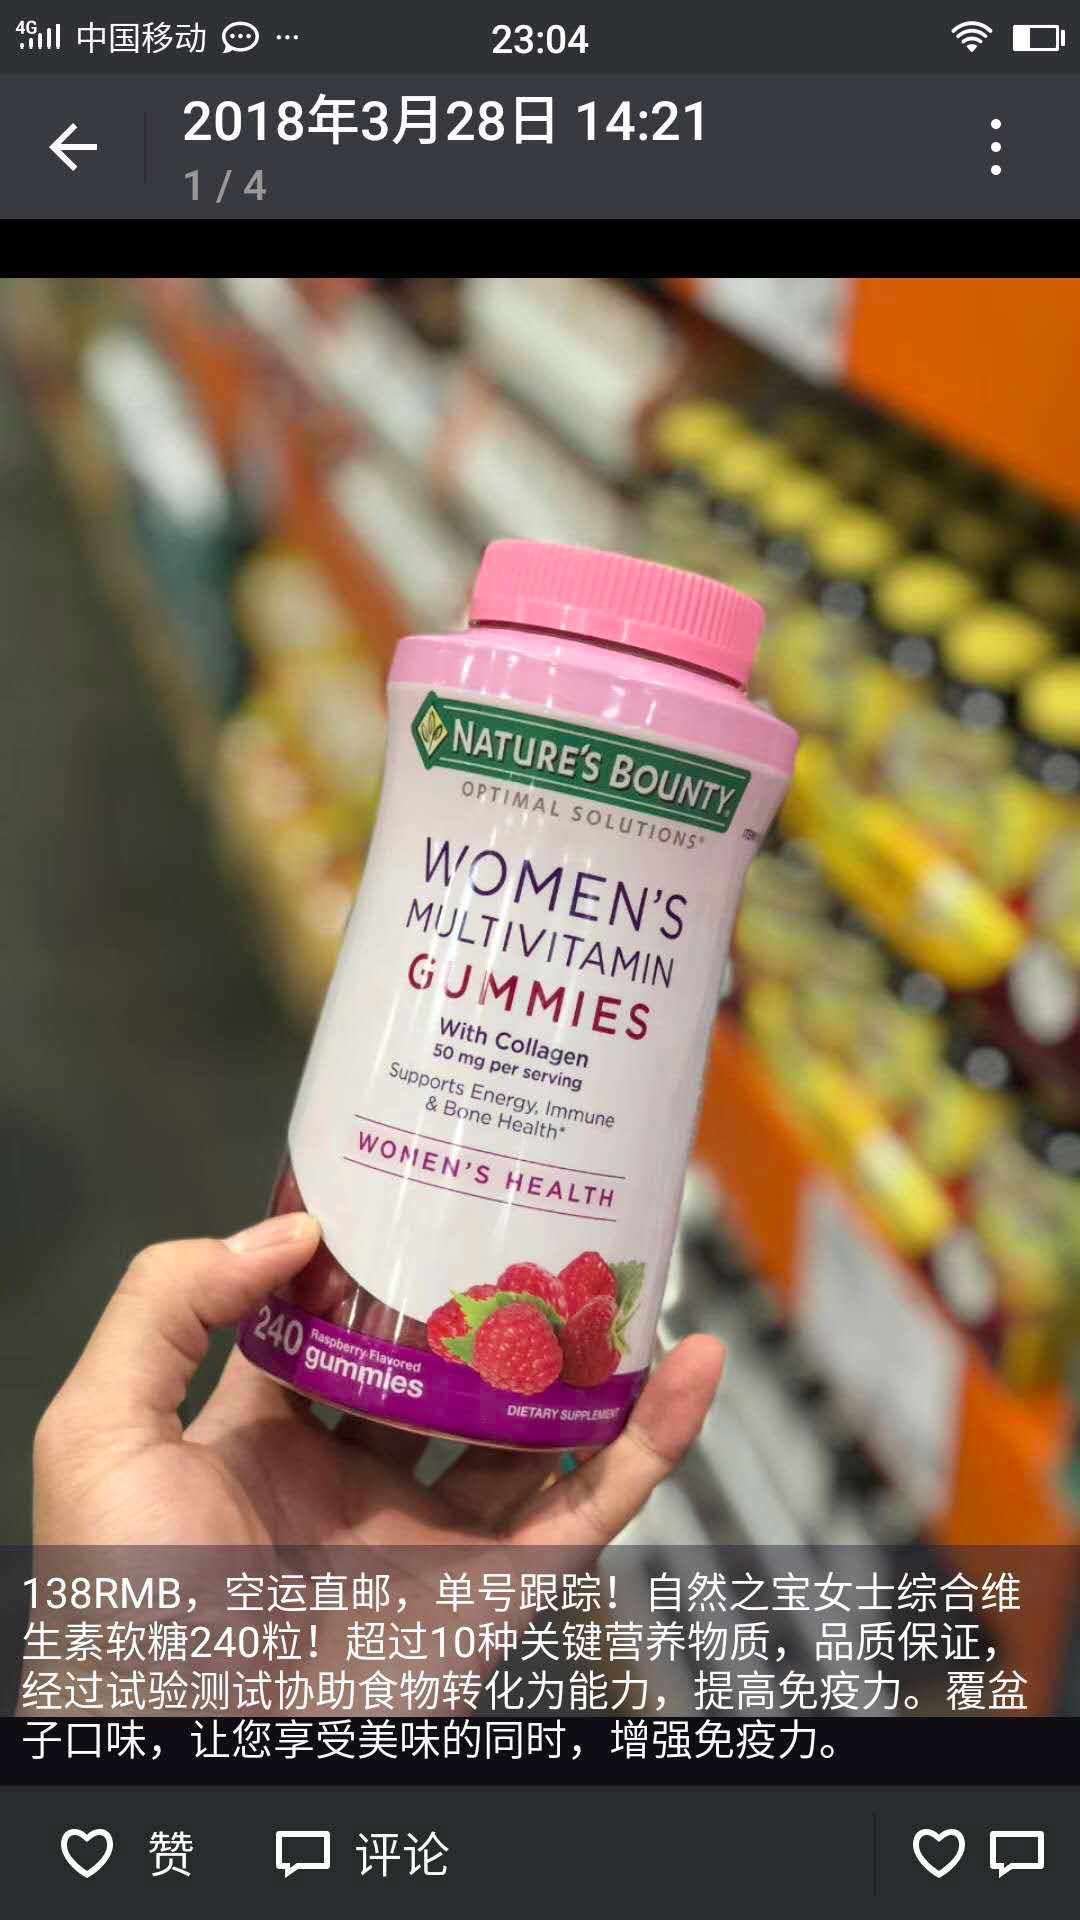 4G 中国移动 ··· 23:04
2018年3月28日 14:21
1 / 4
NATURE'S BOUNTY
OPTIMAL SOLUTIONS®
ITEM
WOMEN'S
MULTIVITAMIN
GUMMIES
With Collagen
50 mg per serving
Supports Energy, Immune
& Bone Health*
WOMEN'S HEALTH
240 Raspberry Flavored
gummies
DIETARY SUPPLEMENT
138RMB，空运直邮，单号跟踪！自然之宝女士综合维
生素软糖240粒！超过10种关键营养物质，品质保证，
经过试验测试协助食物转化为能力，提高免疫力。覆盆
子口味，让您享受美味的同时，增强免疫力。
赞 评论